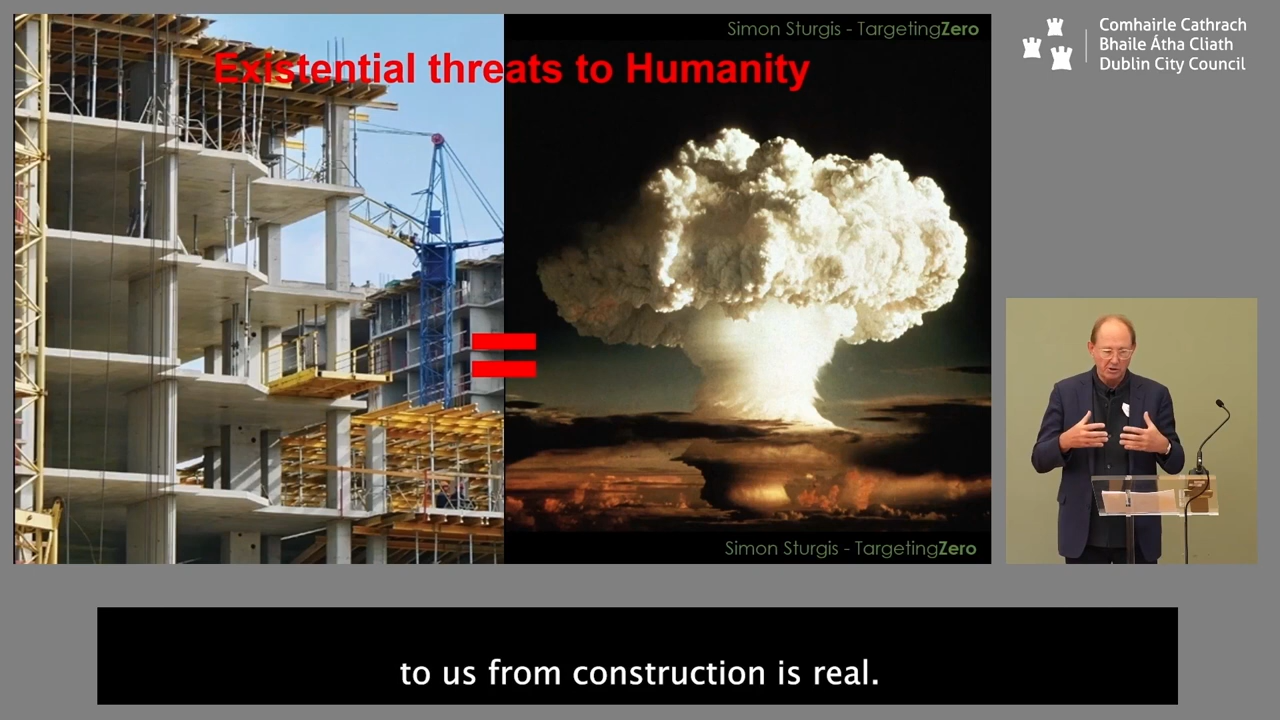 Simon Sturgis - TargetingZero
Existential threats to Humanity
=
Simon Sturgis - TargetingZero
Comhairle Cathrach
Bhaile Átha Cliath
Dublin City Council
to us from construction is real.